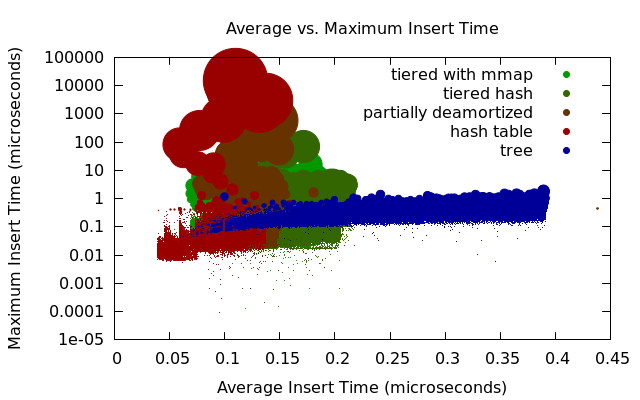 Average vs. Maximum Insert Time
Maximum Insert Time (microseconds)
100000
10000
1000
100
10
1
0.1
0.01
0.001
0.0001
1e-05
tiered with mmap
tiered hash
partially deamortized
hash table
tree
0 0.05 0.1 0.15 0.2 0.25 0.3 0.35 0.4 0.45
Average Insert Time (microseconds)